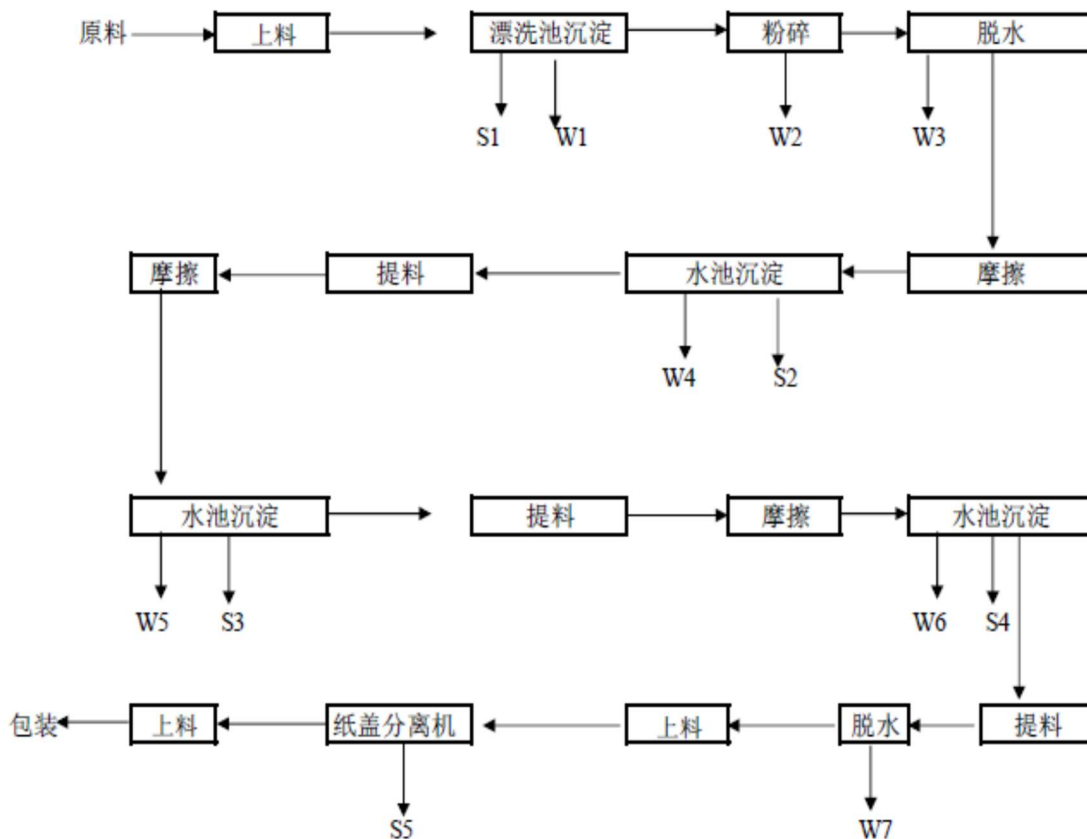 原料 上料 漂洗池沉淀 粉碎 脱水
S1 W1 W2 W3
摩擦 提料 水池沉淀 摩擦
W4 S2
水池沉淀 提料 摩擦 水池沉淀
W5 S3 W6 S4
包装 上料 纸盖分离机 上料 脱水 提料
S5 W7